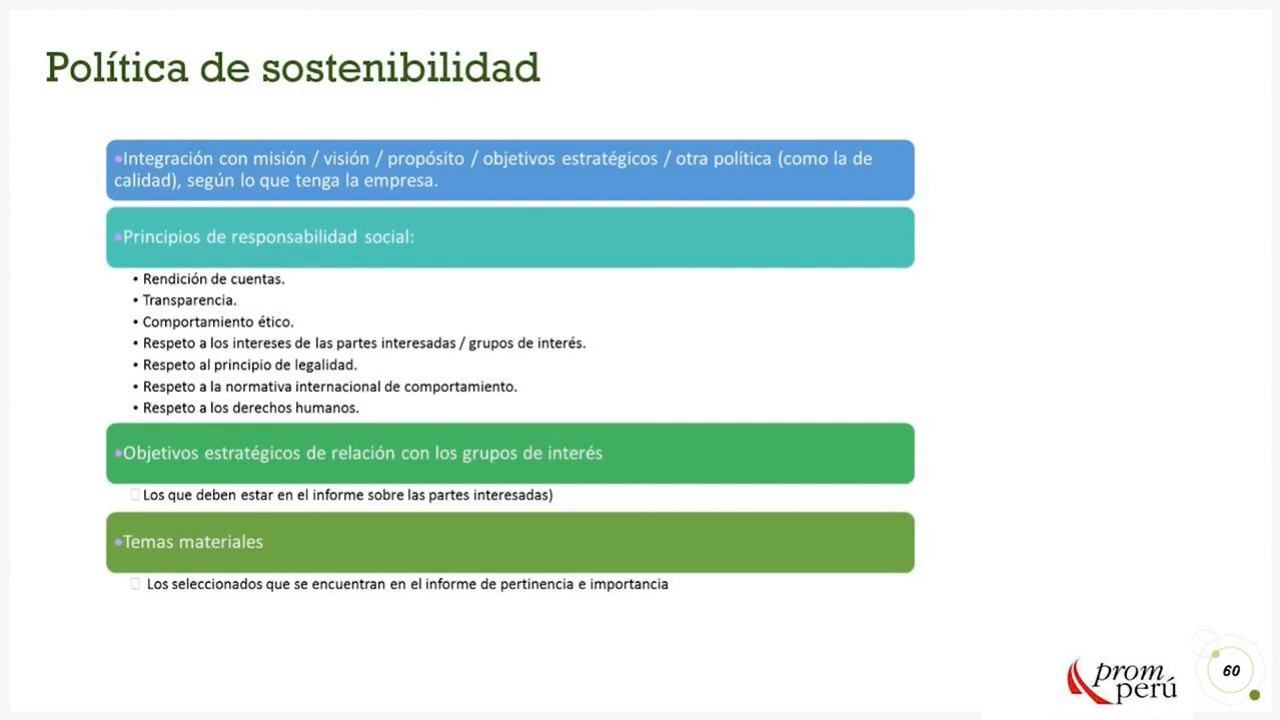 Política de sostenibilidad
•Integración con misión / visión / propósito / objetivos estratégicos / otra política (como la de
calidad), según lo que tenga la empresa.
•Principios de responsabilidad social:
• Rendición de cuentas.
• Transparencia.
• Comportamiento ético.
• Respeto a los intereses de las partes interesadas / grupos de interés.
• Respeto al principio de legalidad.
• Respeto a la normativa internacional de comportamiento.
• Respeto a los derechos humanos.
•Objetivos estratégicos de relación con los grupos de interés
Los que deben estar en el informe sobre las partes interesadas)
•Temas materiales
Los seleccionados que se encuentran en el informe de pertinencia e importancia
prom
perú
60